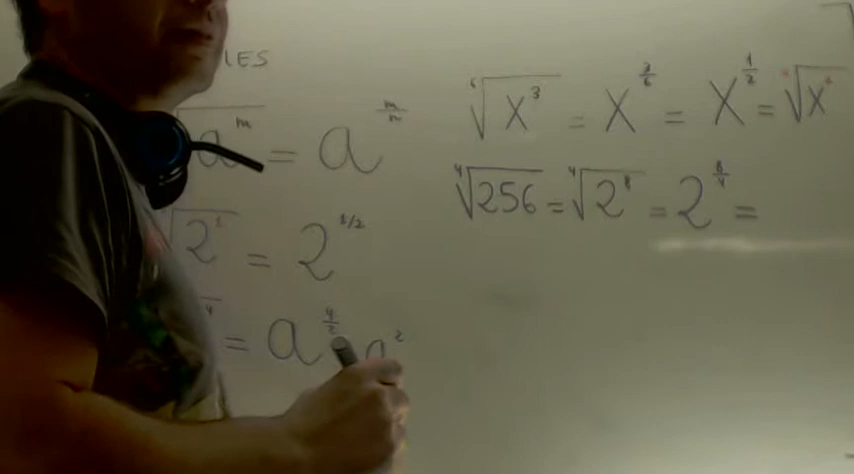 LES
√a^m = a^(m/n)
⁶√x³ = x^(3/6) = x^(1/2) = √x
⁴√256 = ⁴√2⁸ = 2^(8/4) =
√2¹ = 2^(1/2)
= a^(4/2) a²